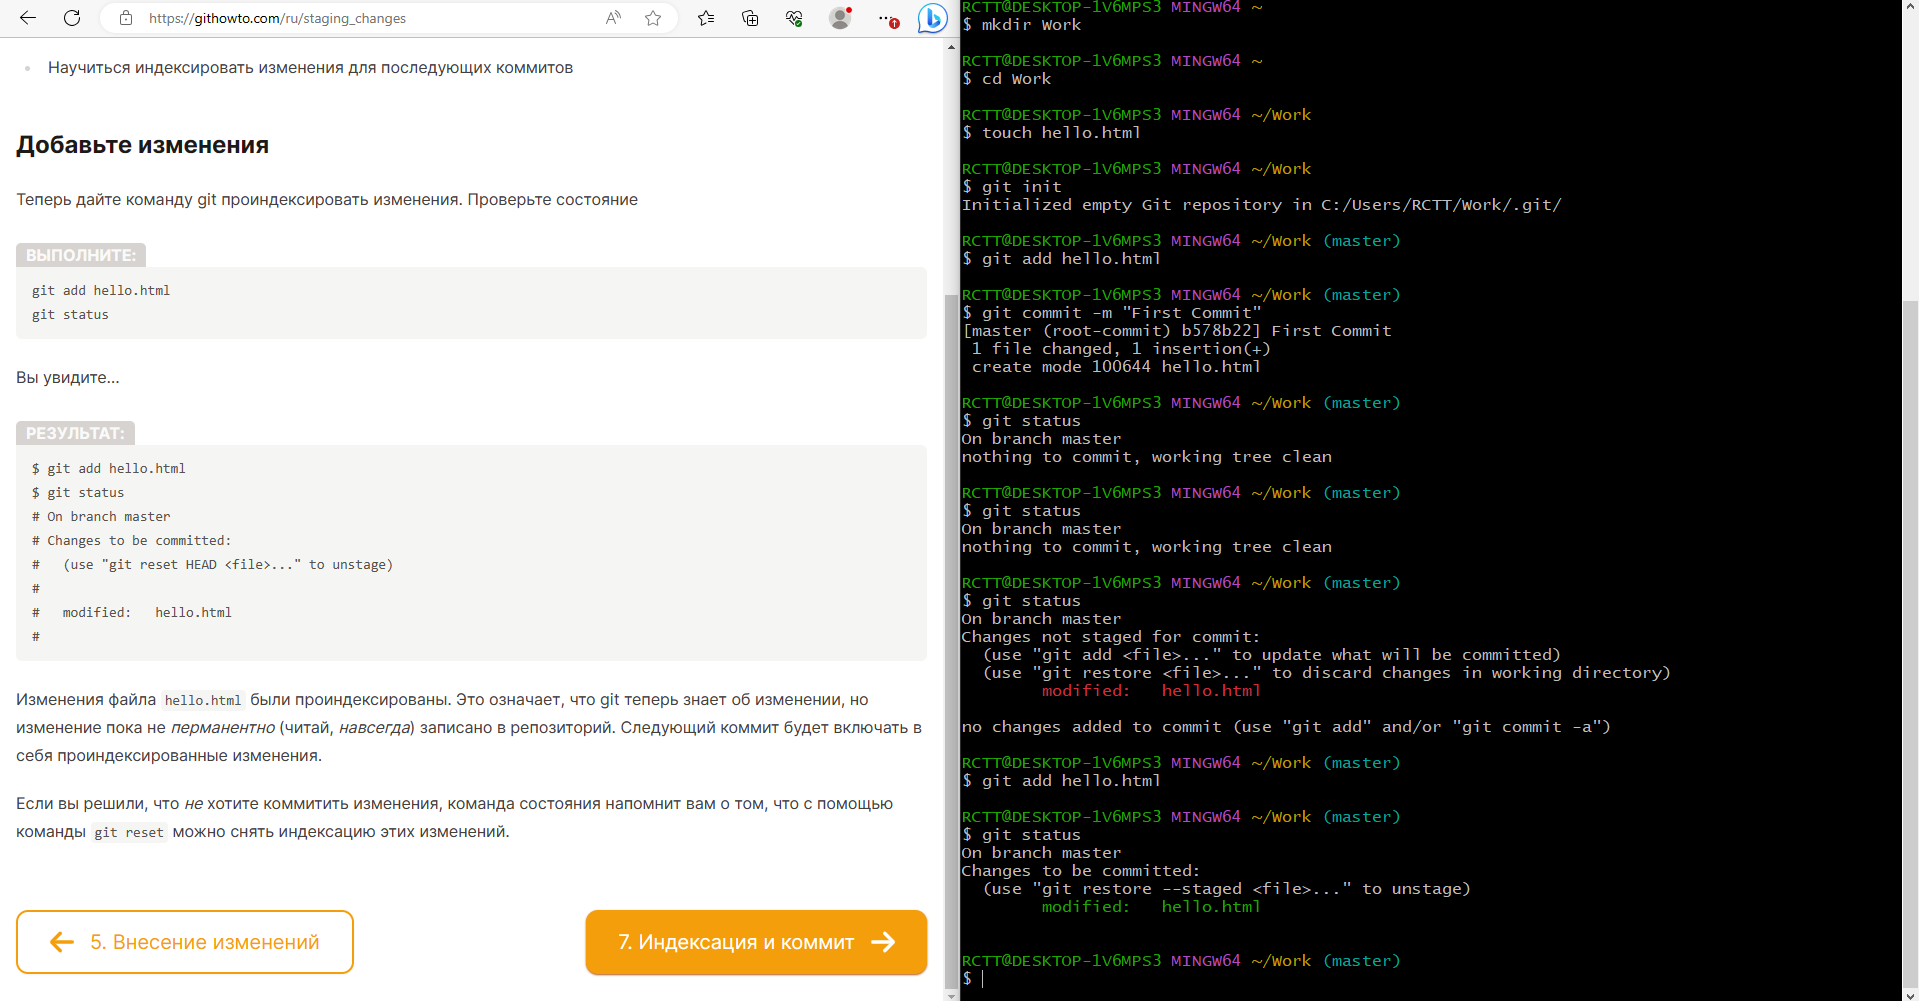 https://githowto.com/ru/staging_changes
Научиться индексировать изменения для последующих коммитов
Добавьте изменения
Теперь дайте команду git проиндексировать изменения. Проверьте состояние
ВЫПОЛНИТЕ:
git add hello.html
git status
Вы увидите...
РЕЗУЛЬТАТ:
$ git add hello.html
$ git status
# On branch master
# Changes to be committed:
#   (use "git reset HEAD <file>..." to unstage)
#
#   modified:   hello.html
#
Изменения файла hello.html были проиндексированы. Это означает, что git теперь знает об изменении, но
изменение пока не перманентно (читай, навсегда) записано в репозиторий. Следующий коммит будет включать в
себя проиндексированные изменения.
Если вы решили, что не хотите коммитить изменения, команда состояния напомнит вам о том, что с помощью
команды git reset можно снять индексацию этих изменений.
← 5. Внесение изменений
7. Индексация и коммит →
RCTT@DESKTOP-1V6MPS3 MINGW64 ~
$ mkdir Work
RCTT@DESKTOP-1V6MPS3 MINGW64 ~
$ cd Work
RCTT@DESKTOP-1V6MPS3 MINGW64 ~/Work
$ touch hello.html
RCTT@DESKTOP-1V6MPS3 MINGW64 ~/Work
$ git init
Initialized empty Git repository in C:/Users/RCTT/Work/.git/
RCTT@DESKTOP-1V6MPS3 MINGW64 ~/Work (master)
$ git add hello.html
RCTT@DESKTOP-1V6MPS3 MINGW64 ~/Work (master)
$ git commit -m "First Commit"
[master (root-commit) b578b22] First Commit
 1 file changed, 1 insertion(+)
 create mode 100644 hello.html
RCTT@DESKTOP-1V6MPS3 MINGW64 ~/Work (master)
$ git status
On branch master
nothing to commit, working tree clean
RCTT@DESKTOP-1V6MPS3 MINGW64 ~/Work (master)
$ git status
On branch master
nothing to commit, working tree clean
RCTT@DESKTOP-1V6MPS3 MINGW64 ~/Work (master)
$ git status
On branch master
Changes not staged for commit:
  (use "git add <file>..." to update what will be committed)
  (use "git restore <file>..." to discard changes in working directory)
        modified:   hello.html
no changes added to commit (use "git add" and/or "git commit -a")
RCTT@DESKTOP-1V6MPS3 MINGW64 ~/Work (master)
$ git add hello.html
RCTT@DESKTOP-1V6MPS3 MINGW64 ~/Work (master)
$ git status
On branch master
Changes to be committed:
  (use "git restore --staged <file>..." to unstage)
        modified:   hello.html
RCTT@DESKTOP-1V6MPS3 MINGW64 ~/Work (master)
$